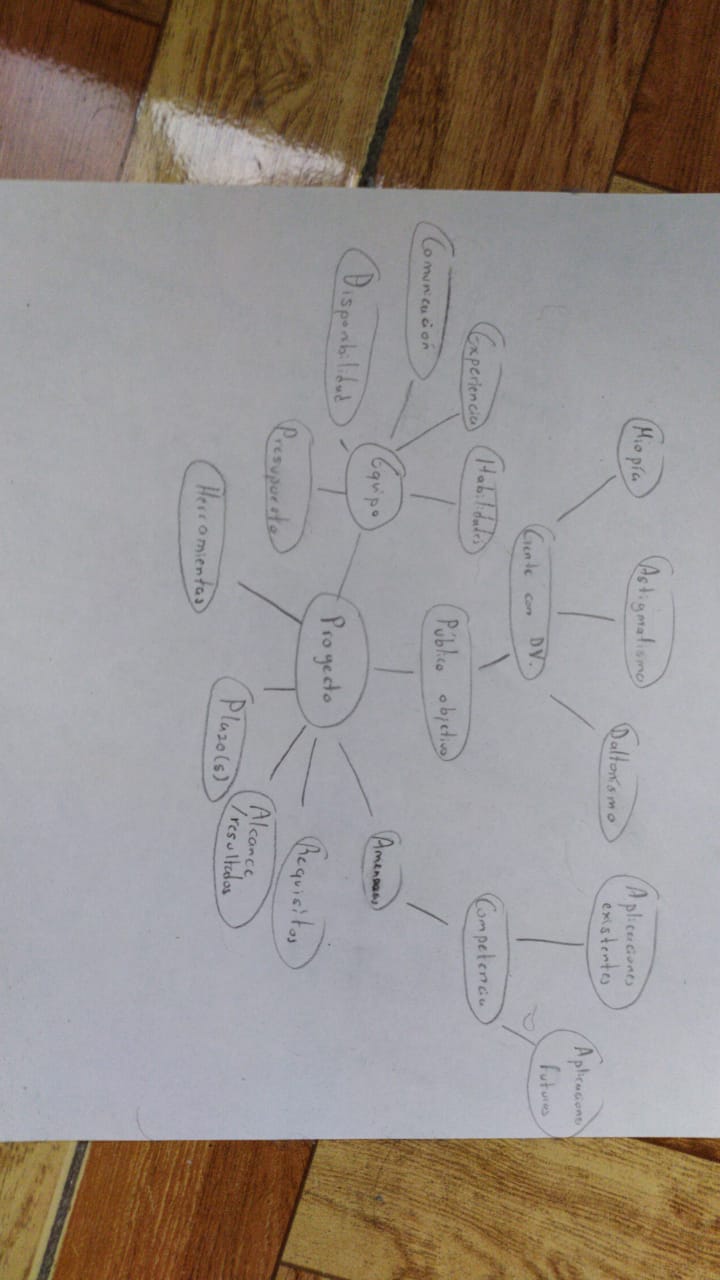 Miopía
Astigmatismo
Daltonismo
Aplicaciones
existentes
Aplicaciones
futuras
Gente con DV.
Experiencia
Habilidades
Público objetivo
Competencia
Comunicación
Disponibilidad
Equipo
Amenazas
Presupuesto
Proyecto
Requisitos
Herramientas
Plazo(s)
Alcance
/resultados